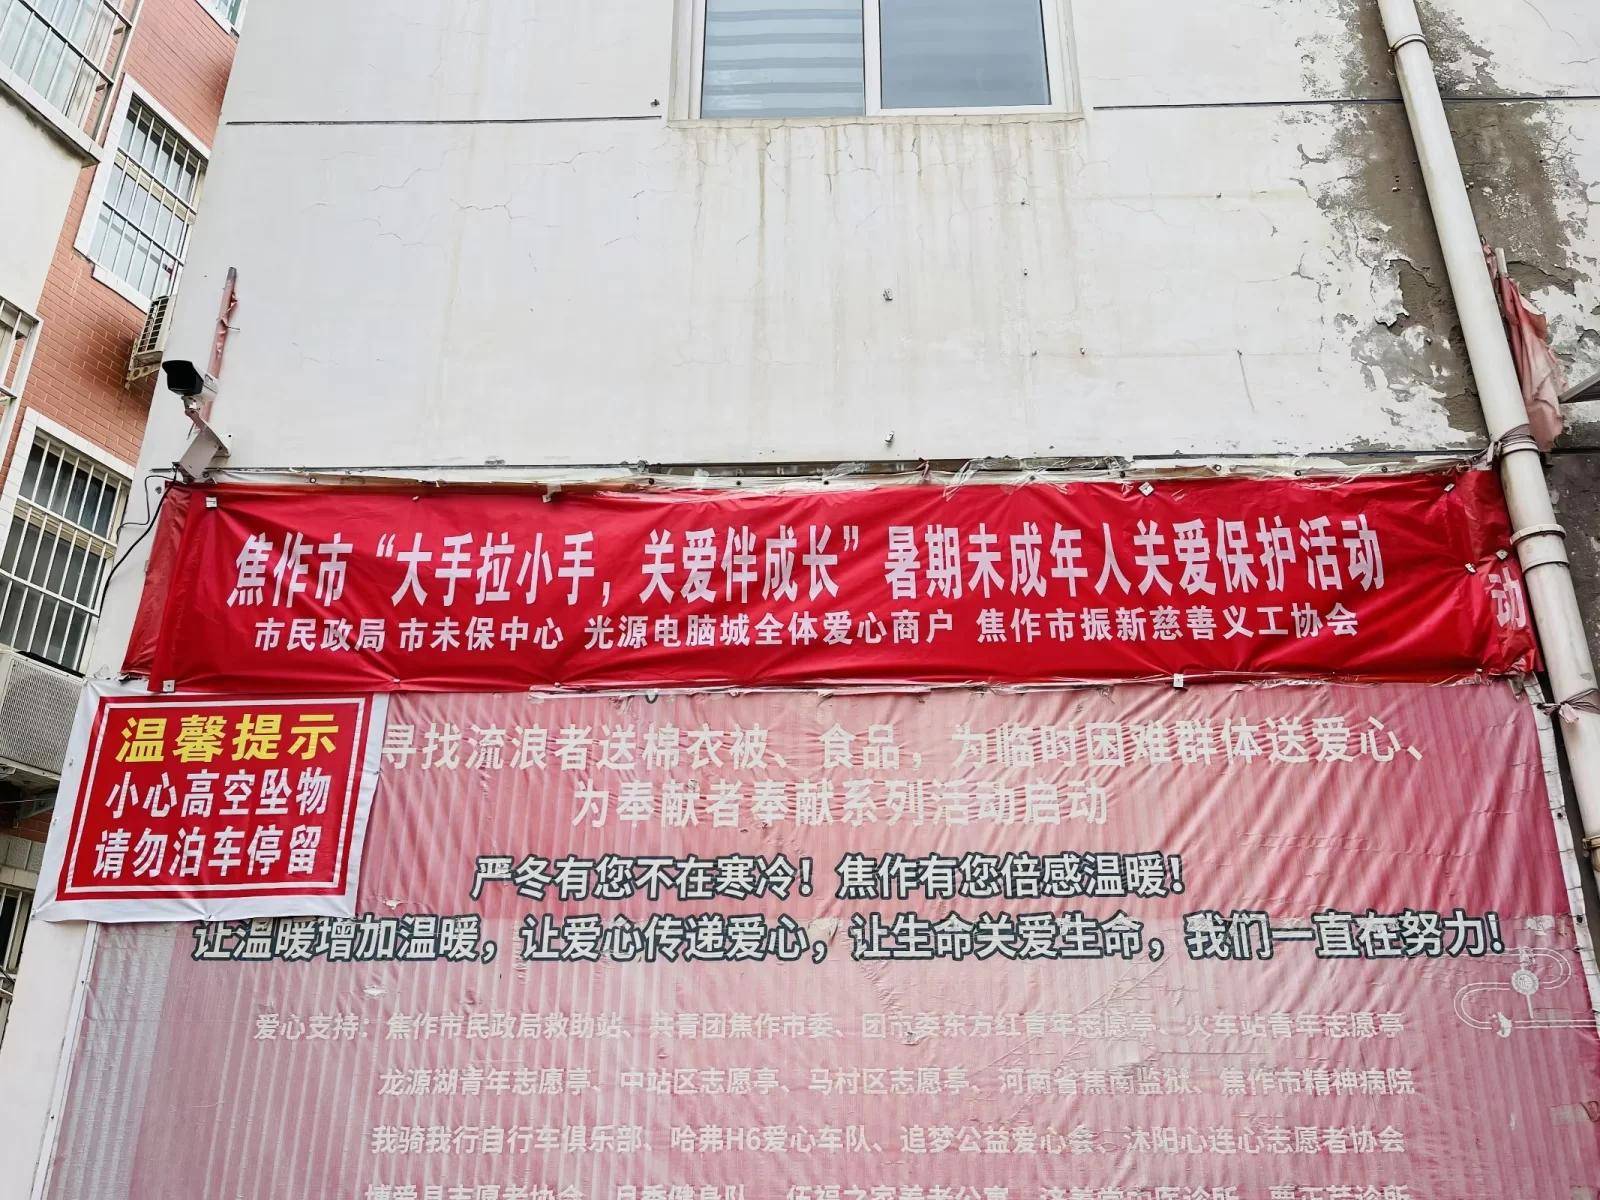 焦作市“大手拉小手，关爱伴成长”暑期未成年人关爱保护活动
动
市民政局 市未保中心 光源电脑城全体爱心商户 焦作市振新慈善义工协会
温馨提示
小心高空坠物
请勿泊车停留
寻找流浪者送棉衣被、食品，为临时困难群体送爱心、
为奉献者奉献系列活动启动
严冬有您不在寒冷！焦作有您倍感温暖！
让温暖增加温暖，让爱心传递爱心，让生命关爱生命，我们一直在努力！
爱心支持：焦作市民政局救助站、共青团焦作市委、团市委东方红青年志愿亭、火车站青年志愿亭
龙源湖青年志愿亭、中站区志愿亭、马村区志愿亭、河南省焦南监狱、焦作市精神病院
我骑我行自行车俱乐部、哈弗H6爱心车队、追梦公益爱心会、沐阳心连心志愿者协会
博爱县志愿者协会